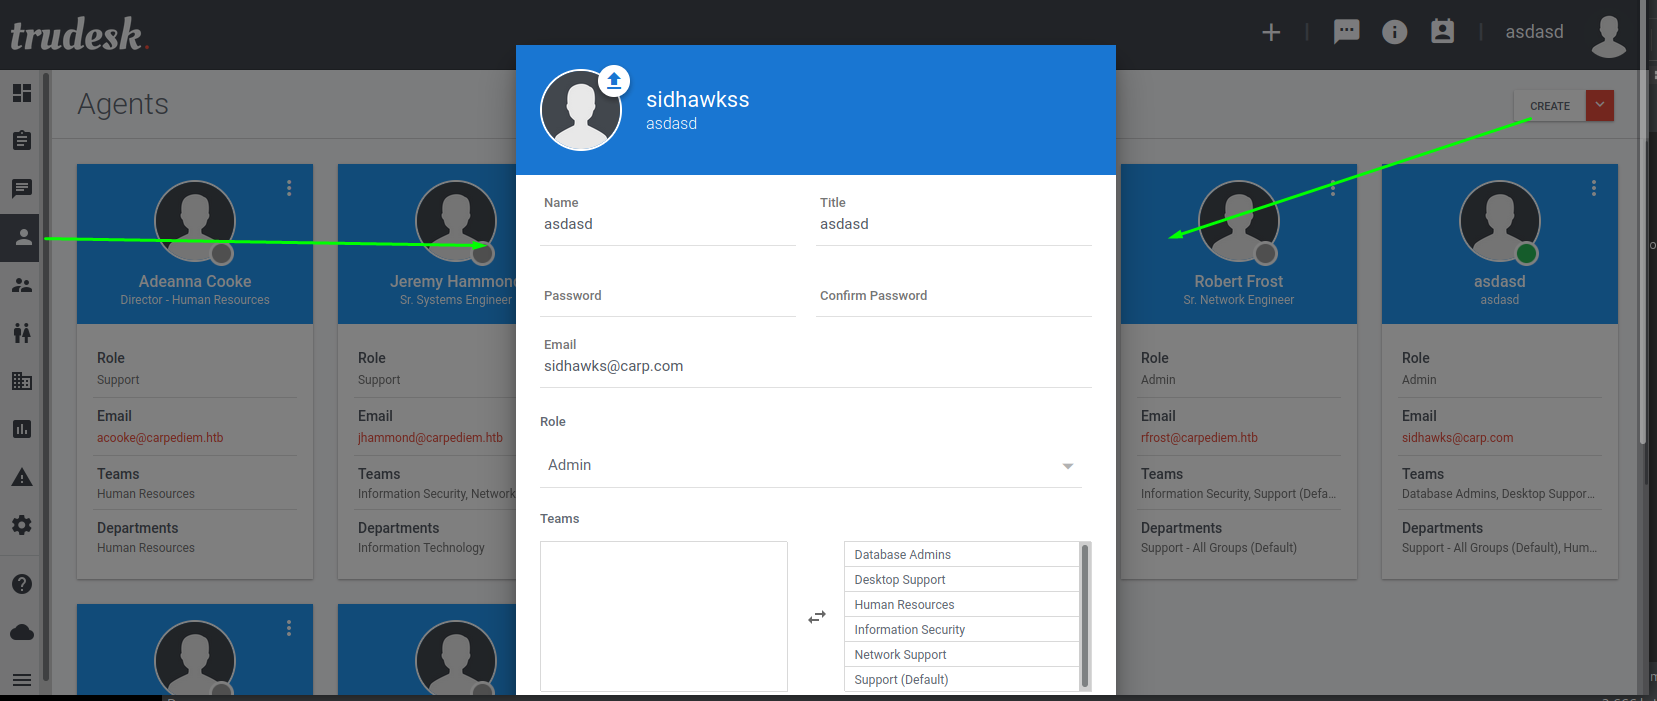 trudesk.
asdasd
Agents
CREATE
sidhawkss
asdasd
Name
asdasd
Title
asdasd
Password
Confirm Password
Email
sidhawks@carp.com
Role
Admin
Teams
Database Admins
Desktop Support
Human Resources
Information Security
Network Support
Support (Default)
Adeanna Cooke
Director - Human Resources
Role
Support
Email
acooke@carpediem.htb
Teams
Human Resources
Departments
Human Resources
Jeremy Hammond
Sr. Systems Engineer
Role
Support
Email
jhammond@carpediem.htb
Teams
Information Security, Network
Departments
Information Technology
Robert Frost
Sr. Network Engineer
Role
Admin
Email
rfrost@carpediem.htb
Teams
Information Security, Support (Defa...
Departments
Support - All Groups (Default)
asdasd
asdasd
Role
Admin
Email
sidhawks@carp.com
Teams
Database Admins, Desktop Suppor...
Departments
Support - All Groups (Default), Hum...